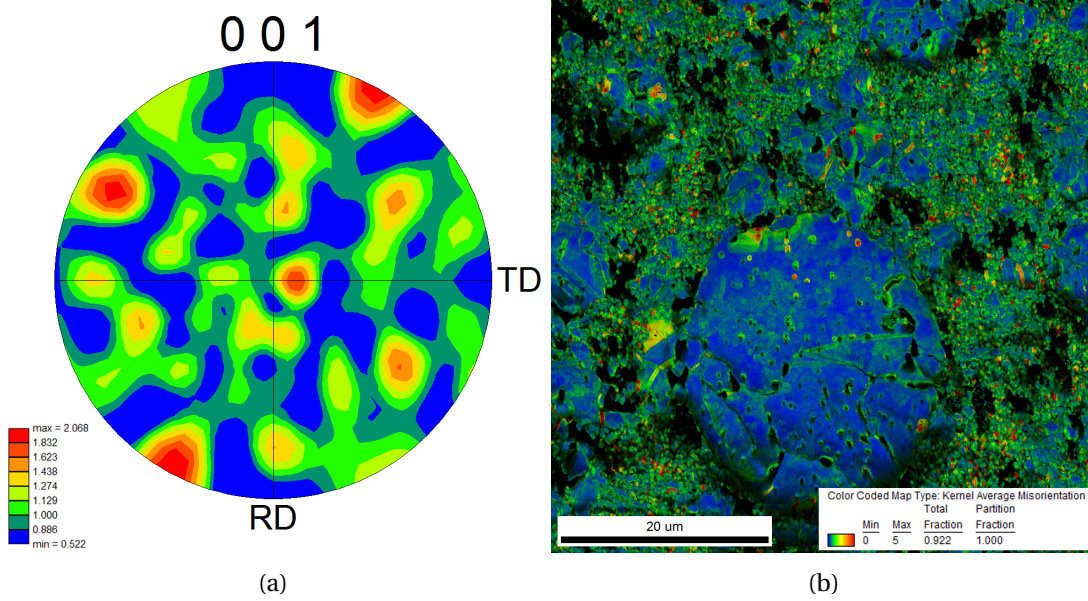 0 0 1
TD
RD
max = 2.068
1.832
1.623
1.438
1.274
1.129
1.000
0.886
min = 0.522
(a)
20 um
Color Coded Map Type: Kernel Average Misorientation
Total Partition
Min Max Fraction Fraction
0 5 0.922 1.000
(b)